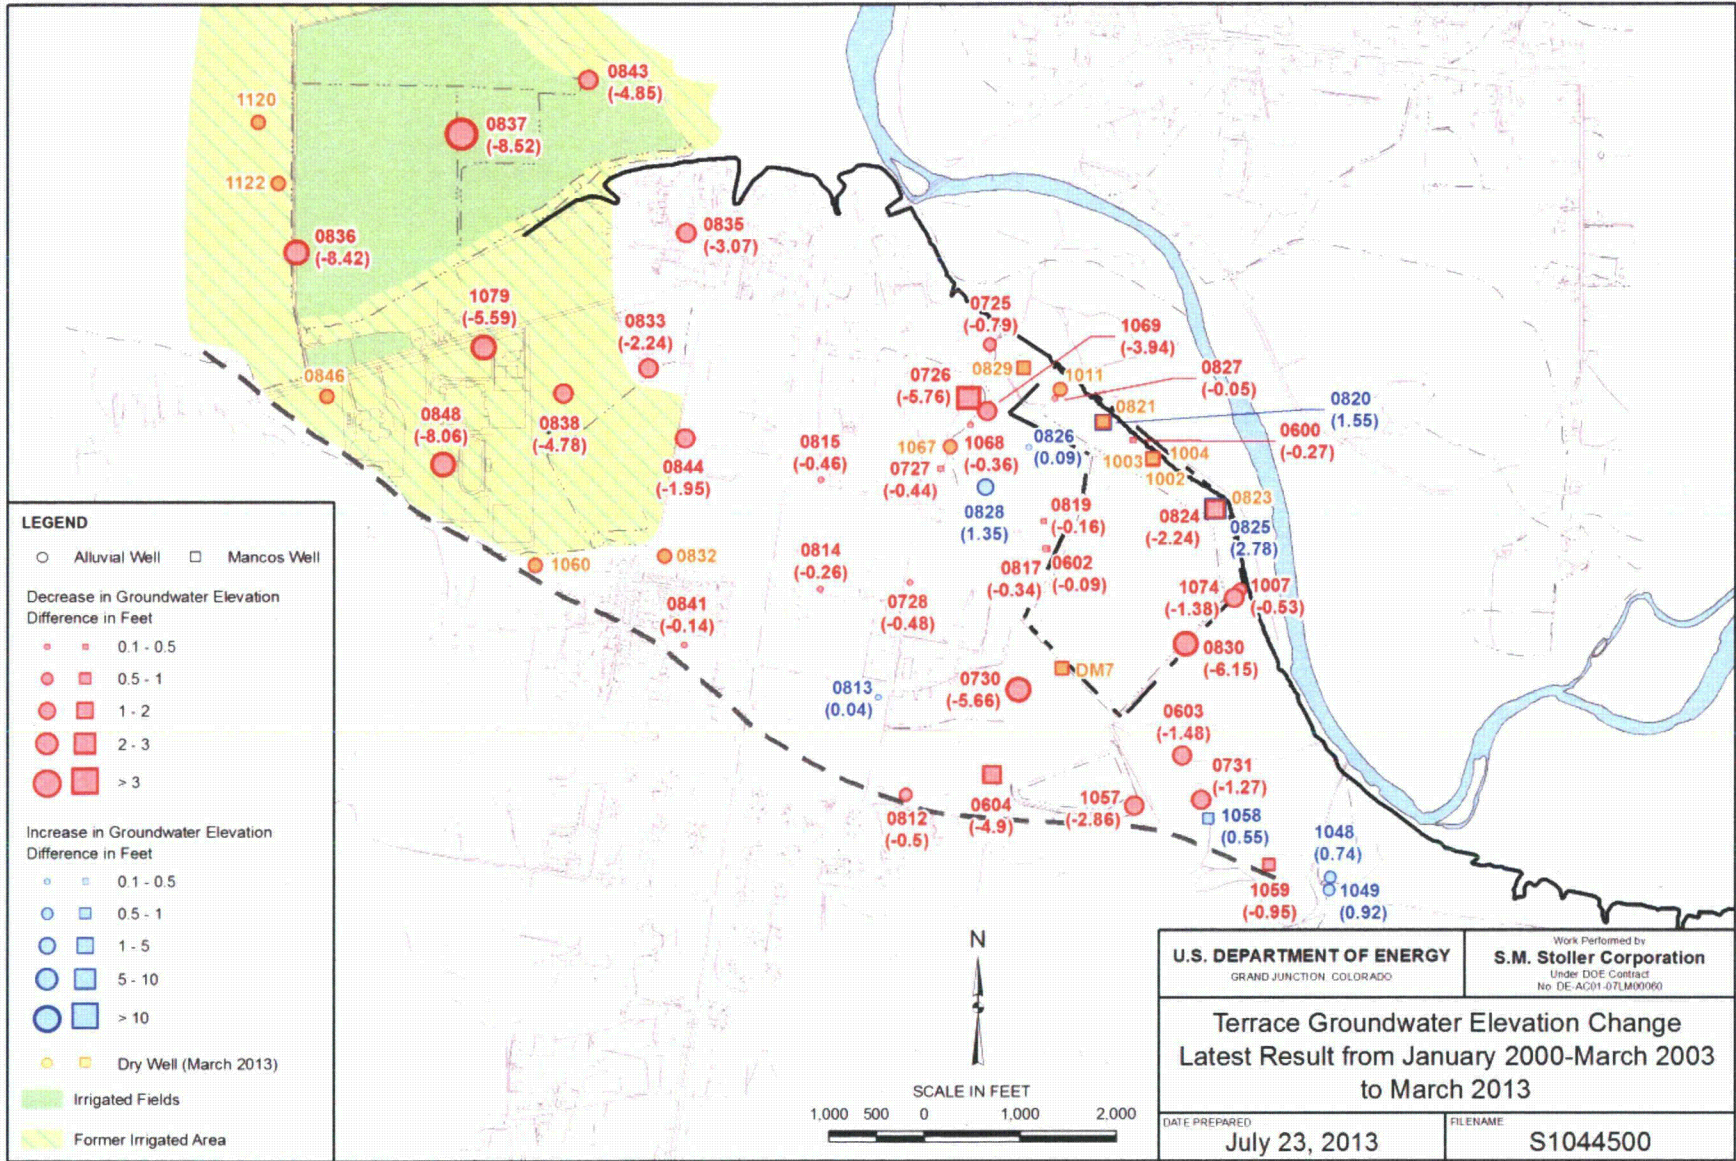 0843
(-4.85)
1120
0837
(-8.52)
1122
0836
(-8.42)
0835
(-3.07)
1079
(-5.59)
0833
(-2.24)
0725
(-0.79)
1069
(-3.94)
0829
1011
0827
(-0.05)
0846
0726
(-5.76)
0821
0820
(1.55)
0848
(-8.06)
0838
(-4.78)
0844
(-1.95)
0815
(-0.46)
1067
0727
(-0.44)
1068
(-0.36)
0826
(0.09)
1003
1004
1002
0600
(-0.27)
0828
(1.35)
0819
(-0.16)
0823
0824
(-2.24)
0825
(2.78)
1060
0832
0814
(-0.26)
0817
(-0.34)
0602
(-0.09)
0728
(-0.48)
1074
(-1.38)
1007
(-0.53)
0841
(-0.14)
0830
(-6.15)
DM7
0813
(0.04)
0730
(-5.66)
0603
(-1.48)
0731
(-1.27)
0812
(-0.5)
0604
(-4.9)
1057
(-2.86)
1058
(0.55)
1048
(0.74)
1059
(-0.95)
1049
(0.92)
LEGEND
Alluvial Well
Mancos Well
Decrease in Groundwater Elevation
Difference in Feet
0.1 - 0.5
0.5 - 1
1 - 2
2 - 3
> 3
Increase in Groundwater Elevation
Difference in Feet
0.1 - 0.5
0.5 - 1
1 - 5
5 - 10
> 10
Dry Well (March 2013)
Irrigated Fields
Former Irrigated Area
N
SCALE IN FEET
1,000 500 0 1,000 2,000
U.S. DEPARTMENT OF ENERGY
GRAND JUNCTION, COLORADO
Work Performed by
S.M. Stoller Corporation
Under DOE Contract
No. DE-AC01-07LM00060
Terrace Groundwater Elevation Change
Latest Result from January 2000-March 2003
to March 2013
DATE PREPARED
July 23, 2013
FILENAME
S1044500